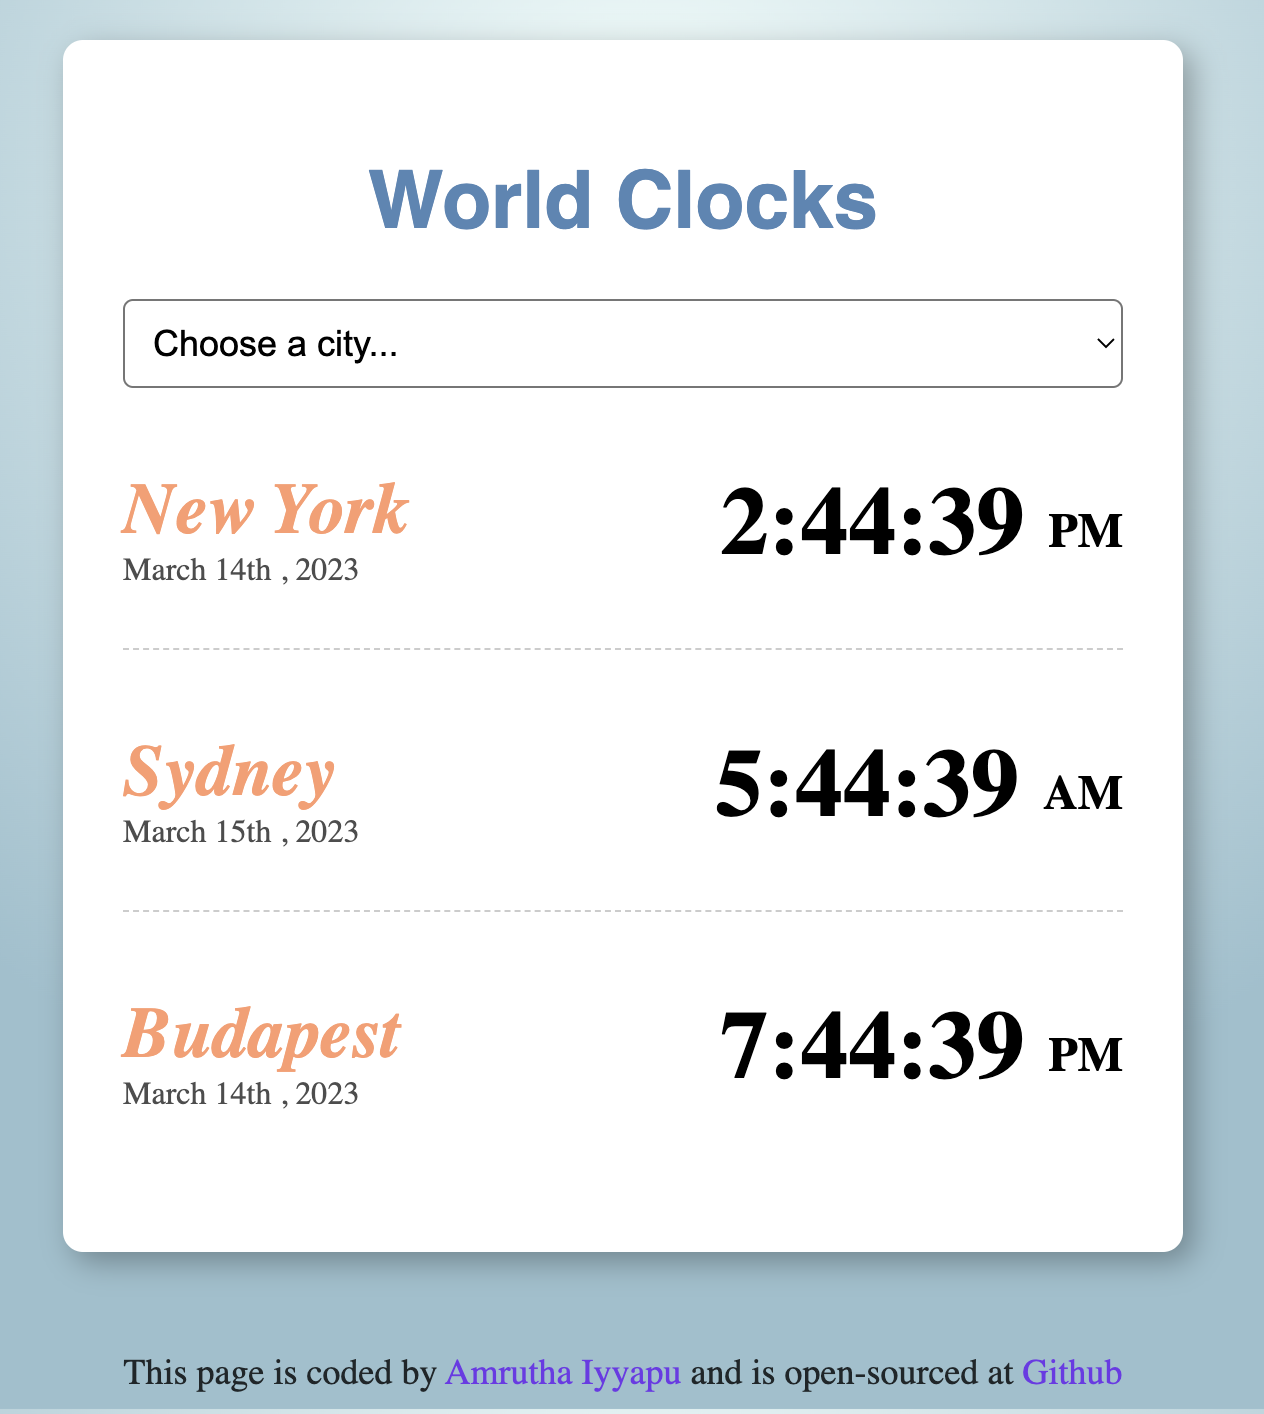 World Clocks
Choose a city...
New York
2:44:39 PM
March 14th , 2023
Sydney
5:44:39 AM
March 15th , 2023
Budapest
7:44:39 PM
March 14th , 2023
This page is coded by Amrutha Iyyapu and is open-sourced at Github